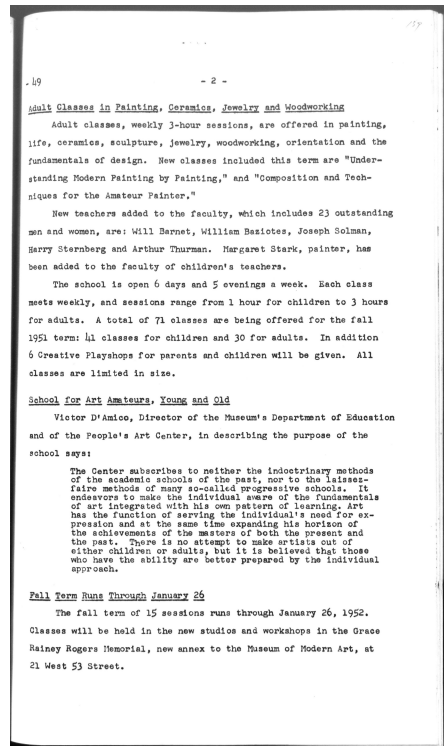 - 2 -
Adult Classes in Painting, Ceramics, Jewelry and Woodworking
Adult classes, weekly 3-hour sessions, are offered in painting,
life, ceramics, sculpture, jewelry, woodworking, orientation and the
fundamentals of design. New classes included this term are "Under-
standing Modern Painting by Painting," and "Composition and Tech-
niques for the Amateur Painter."
New teachers added to the faculty, which includes 23 outstanding
men and women, are: Will Barnet, William Baziotes, Joseph Solman,
Harry Sternberg and Arthur Thurman. Margaret Stark, painter, has
been added to the faculty of children's teachers.
The school is open 6 days and 5 evenings a week. Each class
meets weekly, and sessions range from 1 hour for children to 3 hours
for adults. A total of 71 classes are being offered for the fall
1951 term: 41 classes for children and 30 for adults. In addition
6 Creative Playshops for parents and children will be given. All
classes are limited in size.
School for Art Amateurs, Young and Old
Victor D'Amico, Director of the Museum's Department of Education
and of the People's Art Center, in describing the purpose of the
school says:
The Center subscribes to neither the indoctrinary methods
of the academic schools of the past, nor to the laissez-
faire methods of many so-called progressive schools. It
endeavors to make the individual aware of the fundamentals
of art integrated with his own pattern of learning. Art
has the function of serving the individual's need for ex-
pression and at the same time expanding his horizon of
the achievements of the masters of both the present and
the past. There is no attempt to make artists out of
either children or adults, but it is believed that those
who have the ability are better prepared by the individual
approach.
Fall Term Runs Through January 26
The fall term of 15 sessions runs through January 26, 1952.
Classes will be held in the new studios and workshops in the Grace
Rainey Rogers Memorial, new annex to the Museum of Modern Art, at
21 West 53 Street.